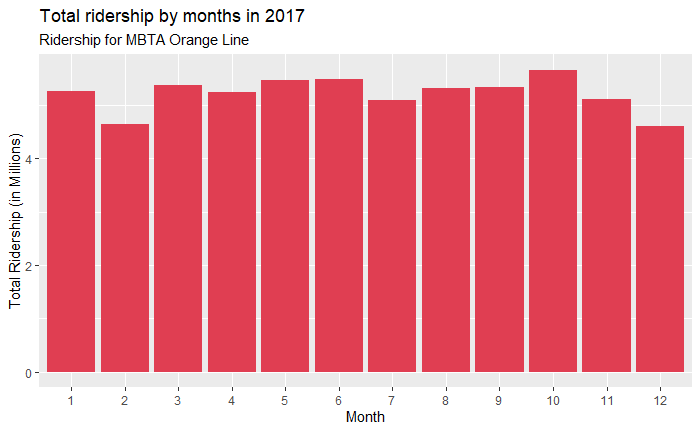 Total ridership by months in 2017
Ridership for MBTA Orange Line
Total Ridership (in Millions)
4
2
0
1 2 3 4 5 6 7 8 9 10 11 12
Month